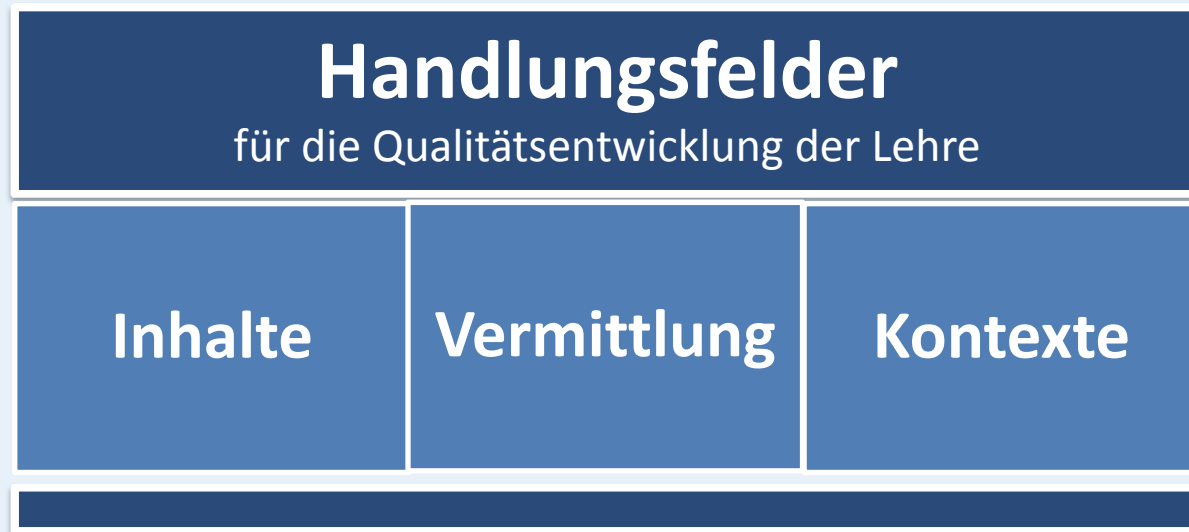 Handlungsfelder
für die Qualitätsentwicklung der Lehre
Inhalte Vermittlung Kontexte